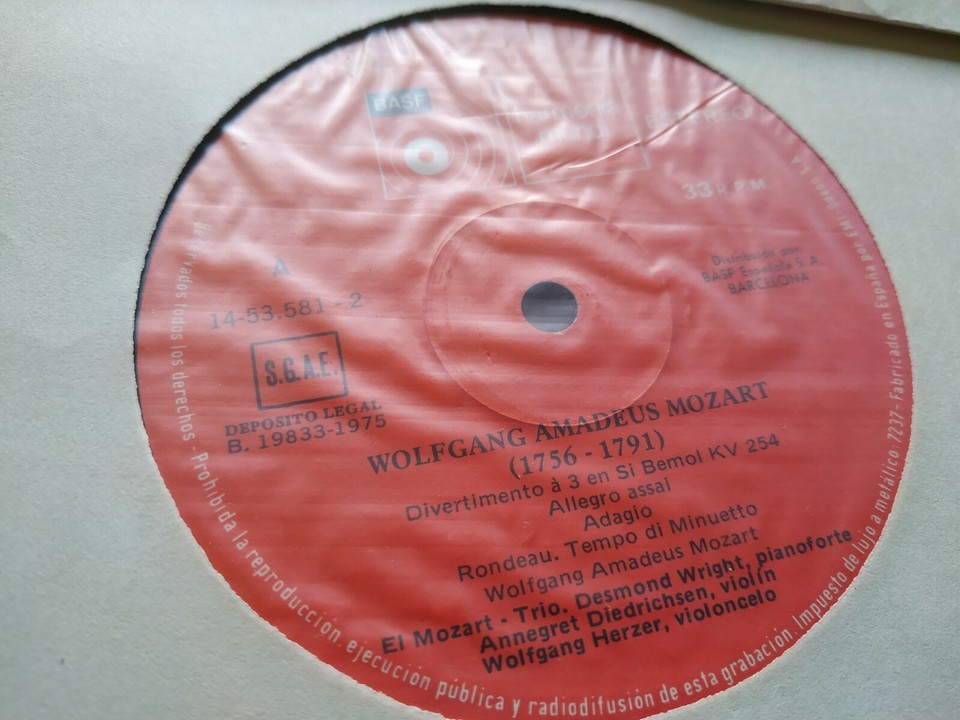 BASF
ESTEREO
33 R.P.M.
Distribuido por
BASF Española S.A.
BARCELONA
A
14-53.581 - 2
S.G.A.E.
DEPOSITO LEGAL
B. 19833-1975
WOLFGANG AMADEUS MOZART
(1756 - 1791)
Divertimento à 3 en Si Bemol KV 254
Allegro assai
Adagio
Rondeau. Tempo di Minuetto
Wolfgang Amadeus Mozart
El Mozart - Trio. Desmond Wright, pianoforte
Annegret Diedrichsen, violín
Wolfgang Herzer, violoncelo
Reservados todos los derechos - Prohibida la reproducción, ejecución pública y radiodifusión de esta grabación. Impuesto de lujo a metálico 7237 - Fabricado en España por EMI-Odeon S.A.